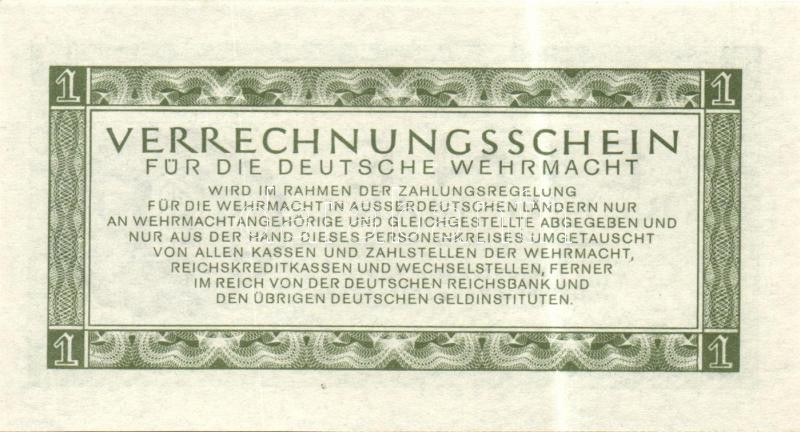 1 1
VERRECHNUNGSSCHEIN
FÜR DIE DEUTSCHE WEHRMACHT
WIRD IM RAHMEN DER ZAHLUNGSREGELUNG
FÜR DIE WEHRMACHT IN AUSSERDEUTSCHEN LÄNDERN NUR
AN WEHRMACHTANGEHÖRIGE UND GLEICHGESTELLTE ABGEGEBEN UND
NUR AUS DER HAND DIESES PERSONENKREISES UMGETAUSCHT
VON ALLEN KASSEN UND ZAHLSTELLEN DER WEHRMACHT,
REICHSKREDITKASSEN UND WECHSELSTELLEN, FERNER
IM REICH VON DER DEUTSCHEN REICHSBANK UND
DEN ÜBRIGEN DEUTSCHEN GELDINSTITUTEN.
1 1